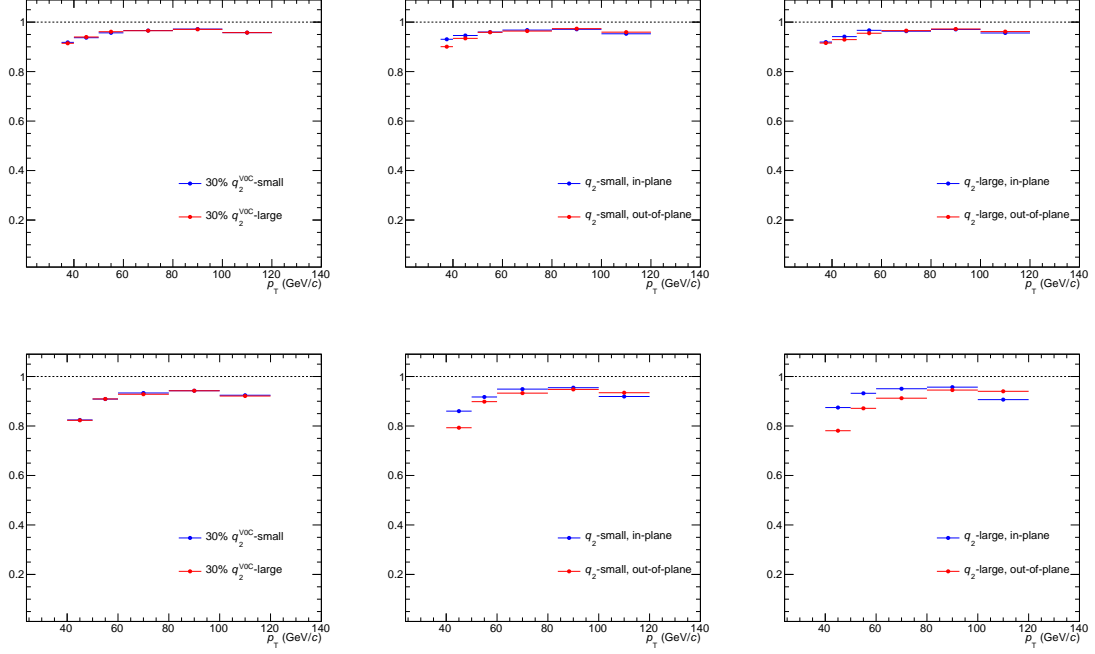 1
0.8
0.6
0.4
0.2
40 60 80 100 120 140
p_T (GeV/c)
30% q_2^V0C-small
30% q_2^V0C-large
1
0.8
0.6
0.4
0.2
40 60 80 100 120 140
p_T (GeV/c)
q_2-small, in-plane
q_2-small, out-of-plane
1
0.8
0.6
0.4
0.2
40 60 80 100 120 140
p_T (GeV/c)
q_2-large, in-plane
q_2-large, out-of-plane
1
0.8
0.6
0.4
0.2
40 60 80 100 120 140
p_T (GeV/c)
30% q_2^V0C-small
30% q_2^V0C-large
1
0.8
0.6
0.4
0.2
40 60 80 100 120 140
p_T (GeV/c)
q_2-small, in-plane
q_2-small, out-of-plane
1
0.8
0.6
0.4
0.2
40 60 80 100 120 140
p_T (GeV/c)
q_2-large, in-plane
q_2-large, out-of-plane